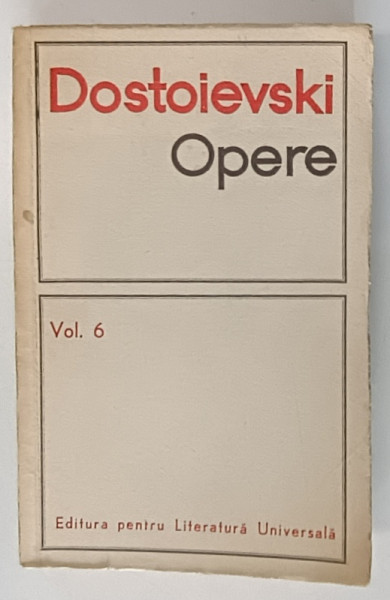 Dostoievski
Opere
Vol. 6
Editura pentru Literatură Universală